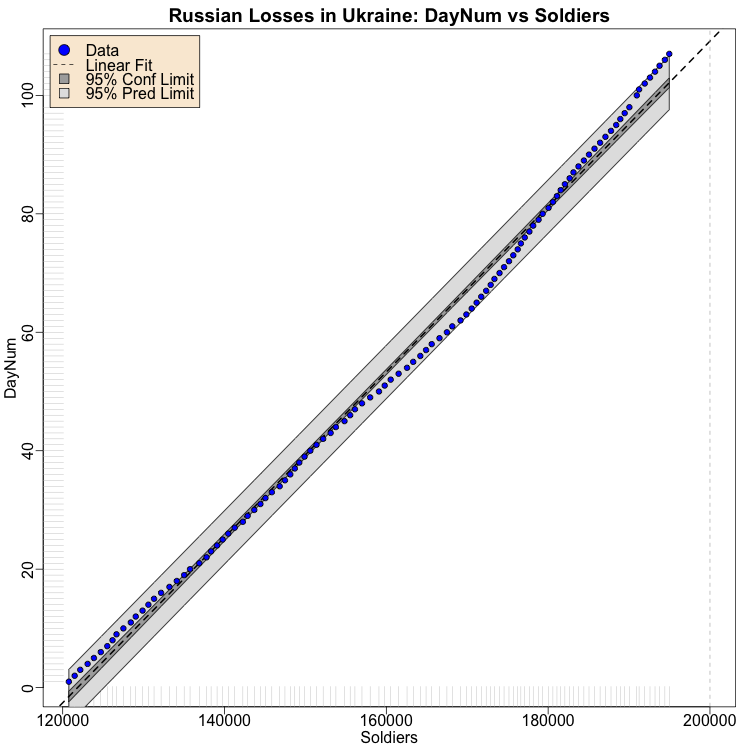 Russian Losses in Ukraine: DayNum vs Soldiers
Data
Linear Fit
95% Conf Limit
95% Pred Limit
100
80
60
40
20
0
DayNum
120000 140000 160000 180000 200000
Soldiers